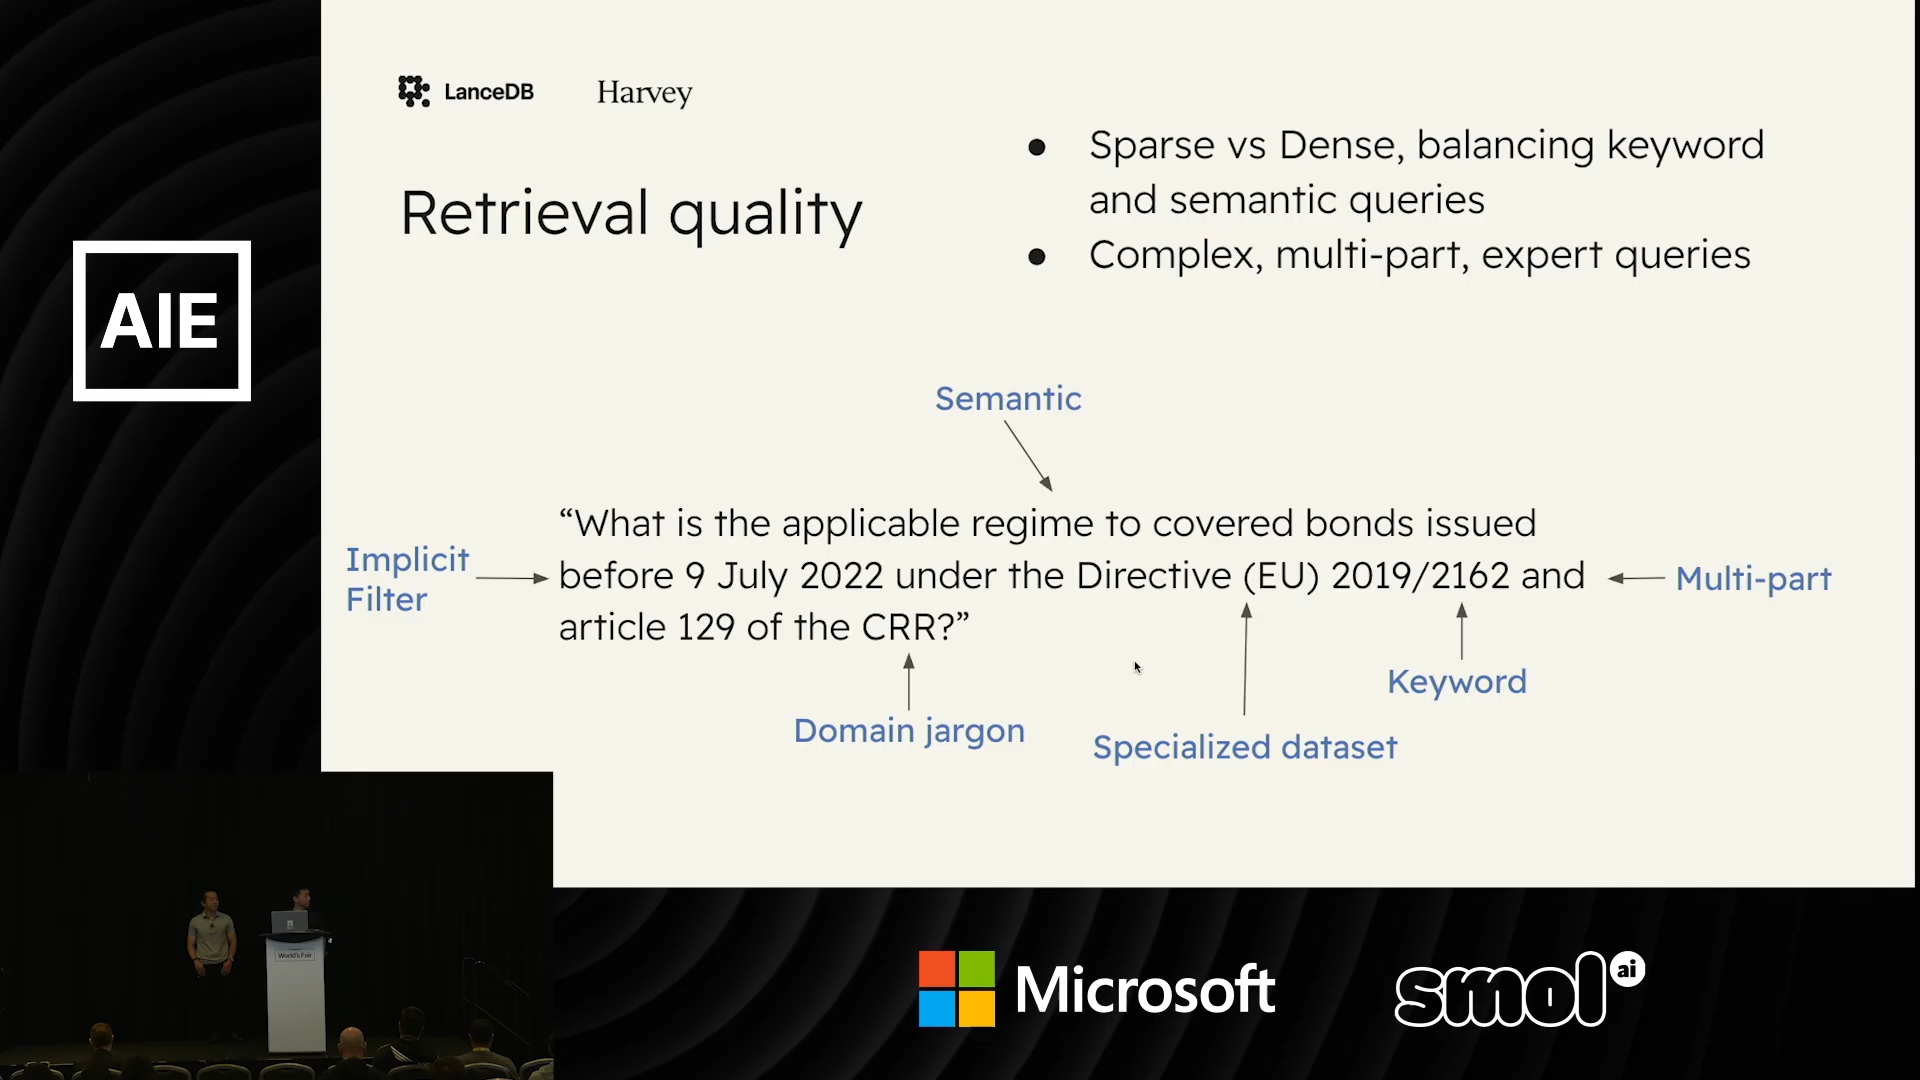 AIE
LanceDB
Harvey
Retrieval quality
● Sparse vs Dense, balancing keyword
and semantic queries
● Complex, multi-part, expert queries
Semantic
“What is the applicable regime to covered bonds issued
before 9 July 2022 under the Directive (EU) 2019/2162 and
article 129 of the CRR?”
Implicit
Filter
Multi-part
Keyword
Domain jargon
Specialized dataset
World's Fair
Microsoft
smol ai